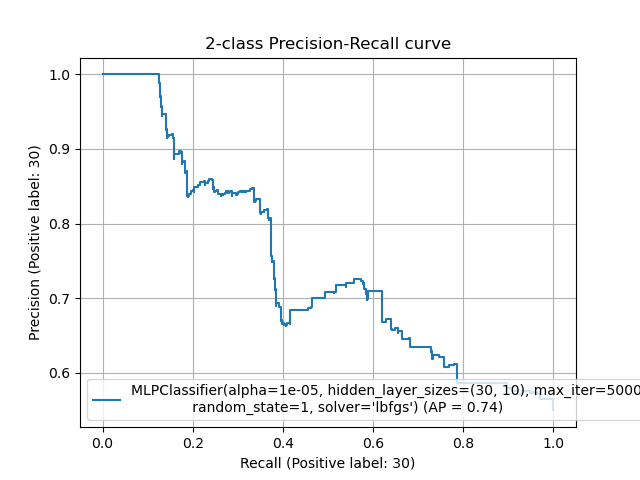 2-class Precision-Recall curve
Precision (Positive label: 30)
1.0
0.9
0.8
0.7
0.6
MLPClassifier(alpha=1e-05, hidden_layer_sizes=(30, 10), max_iter=5000
random_state=1, solver='lbfgs') (AP = 0.74)
0.0 0.2 0.4 0.6 0.8 1.0
Recall (Positive label: 30)